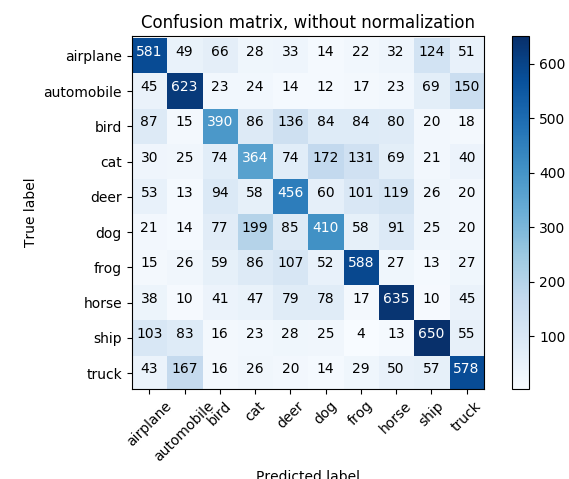 Confusion matrix, without normalization
airplane 581 49 66 28 33 14 22 32 124 51
automobile 45 623 23 24 14 12 17 23 69 150
bird 87 15 390 86 136 84 84 80 20 18
cat 30 25 74 364 74 172 131 69 21 40
deer 53 13 94 58 456 60 101 119 26 20
dog 21 14 77 199 85 410 58 91 25 20
frog 15 26 59 86 107 52 588 27 13 27
horse 38 10 41 47 79 78 17 635 10 45
ship 103 83 16 23 28 25 4 13 650 55
truck 43 167 16 26 20 14 29 50 57 578
airplane automobile bird cat deer dog frog horse ship truck
True label
Predicted label
600
500
400
300
200
100